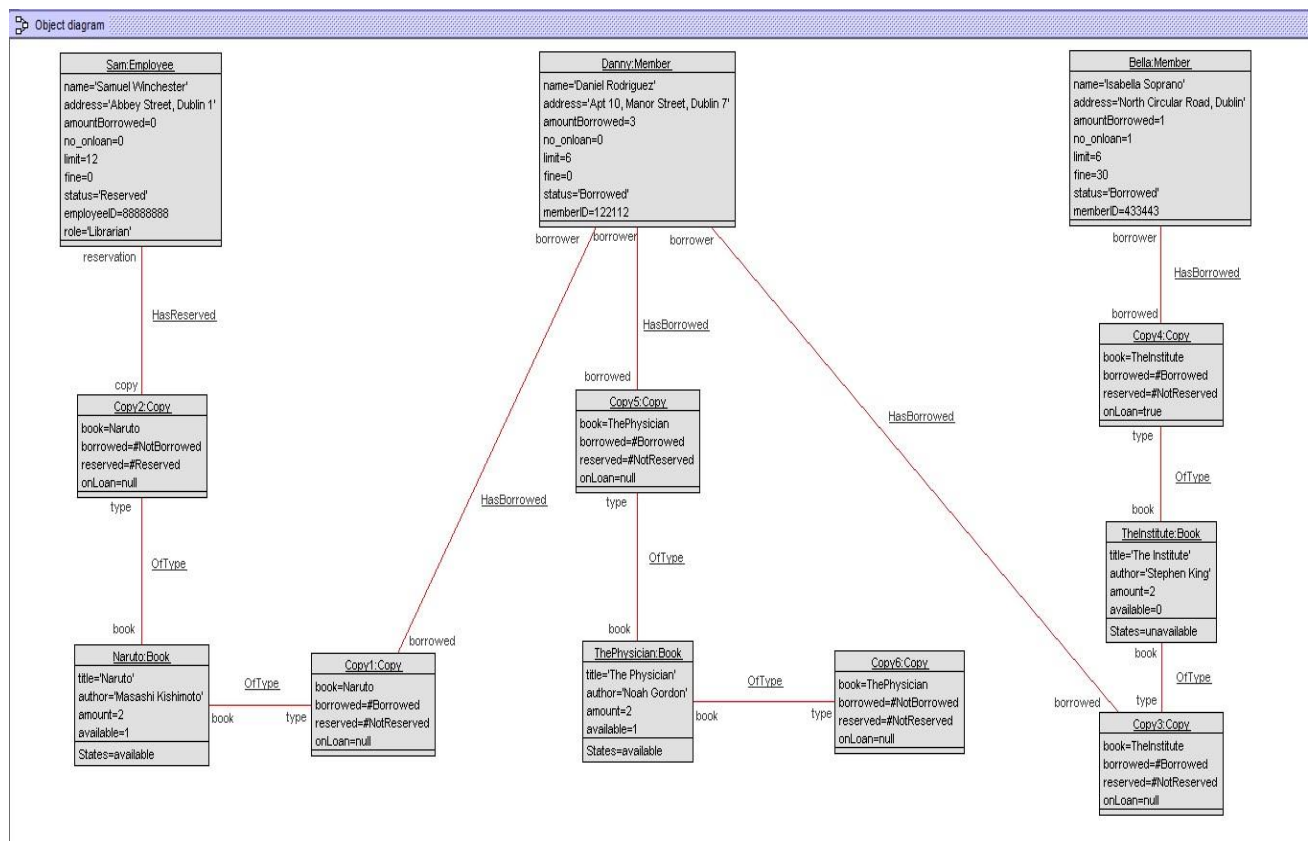 Object diagram
Sam:Employee
name='Samuel Winchester'
address='Abbey Street, Dublin 1'
amountBorrowed=0
no_onloan=0
limit=12
fine=0
status='Reserved'
employeeID=88888888
role='Librarian'
Danny:Member
name='Daniel Rodriguez'
address='Apt 10, Manor Street, Dublin 7'
amountBorrowed=3
no_onloan=0
limit=6
fine=0
status='Borrowed'
memberID=122112
Bella:Member
name='Isabella Soprano'
address='North Circular Road, Dublin'
amountBorrowed=1
no_onloan=1
limit=6
fine=30
status='Borrowed'
memberID=433443
reservation
borrower
borrower
borrower
borrower
HasReserved
HasBorrowed
HasBorrowed
copy
borrowed
borrowed
Copy2:Copy
book=Naruto
borrowed=#NotBorrowed
reserved=#Reserved
onLoan=null
Copy5:Copy
book=ThePhysician
borrowed=#Borrowed
reserved=#NotReserved
onLoan=null
Copy4:Copy
book=TheInstitute
borrowed=#Borrowed
reserved=#NotReserved
onLoan=true
HasBorrowed
HasBorrowed
type
type
type
OfType
OfType
OfType
book
book
book
TheInstitute:Book
title='The Institute'
author='Stephen King'
amount=2
available=0
States=unavailable
Naruto:Book
title='Naruto'
author='Masashi Kishimoto'
amount=2
available=1
States=available
OfType
book
type
borrowed
Copy1:Copy
book=Naruto
borrowed=#Borrowed
reserved=#NotReserved
onLoan=null
ThePhysician:Book
title='The Physician'
author='Noah Gordon'
amount=2
available=1
States=available
OfType
book
type
Copy6:Copy
book=ThePhysician
borrowed=#NotBorrowed
reserved=#NotReserved
onLoan=null
book
OfType
borrowed
type
Copy3:Copy
book=TheInstitute
borrowed=#Borrowed
reserved=#NotReserved
onLoan=null